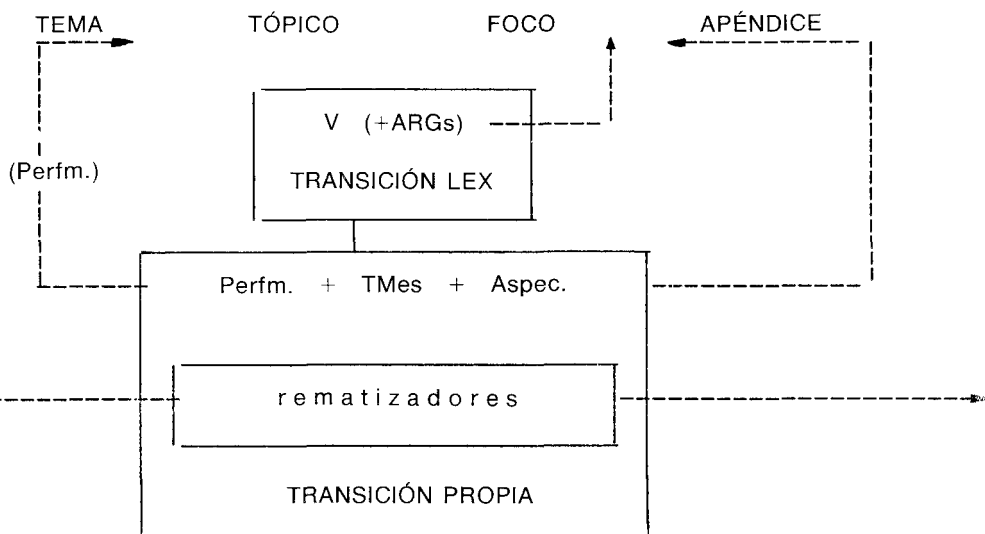 TEMA TÓPICO FOCO APÉNDICE
V (+ARGs)
(Perfm.)
TRANSICIÓN LEX
Perfm. + TMes + Aspec.
rematizadores
TRANSICIÓN PROPIA